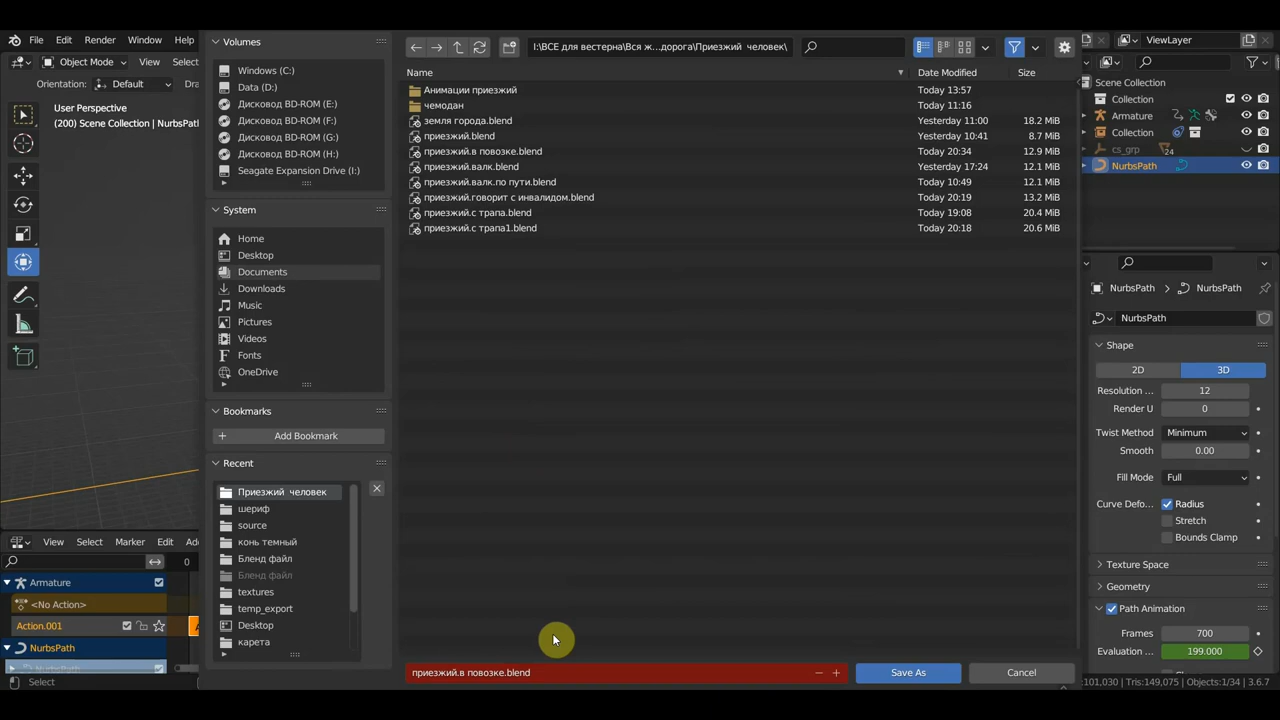 File Edit Render Window Help
Object Mode View Select
Orientation: Default
User Perspective
(200) Scene Collection | NurbsPath
Volumes
Windows (C:)
Data (D:)
Дисковод BD-ROM (E:)
Дисковод BD-ROM (F:)
Дисковод BD-ROM (G:)
Дисковод BD-ROM (H:)
Seagate Expansion Drive (I:)
System
Home
Desktop
Documents
Downloads
Music
Pictures
Videos
Fonts
OneDrive
Bookmarks
Add Bookmark
Recent
Приезжий человек
шериф
source
конь темный
Бленд файл
Бленд файл
textures
temp_export
Desktop
карета
I:\ВСЕ для вестерна\Вся ж...дорога\Приезжий человек\
Name Date Modified Size
Анимации приезжий Today 13:57
чемодан Today 11:16
земля города.blend Yesterday 11:00 18.2 MiB
приезжий.blend Yesterday 10:41 8.7 MiB
приезжий.в повозке.blend Today 20:34 12.9 MiB
приезжий.валк.blend Yesterday 17:24 12.1 MiB
приезжий.валк.по пути.blend Today 10:49 12.1 MiB
приезжий.говорит с инвалидом.blend Today 20:19 13.2 MiB
приезжий.с трапа.blend Today 19:08 20.4 MiB
приезжий.с трапа1.blend Today 20:18 20.6 MiB
приезжий.в повозке.blend
Save As Cancel
ViewLayer
Scene Collection
Collection
Armature
Collection
cs_grp 24
NurbsPath
NurbsPath > NurbsPath
NurbsPath
Shape
2D 3D
Resolution ... 12
Render U 0
Twist Method Minimum
Smooth 0.00
Fill Mode Full
Curve Defo... Radius
Stretch
Bounds Clamp
Texture Space
Geometry
Path Animation
Frames 700
Evaluation ... 199.000
View Select Marker Edit
0
Armature
<No Action>
Action.001
NurbsPath
Select
101,030 | Tris:149,075 | Objects:1/34 | 3.6.7